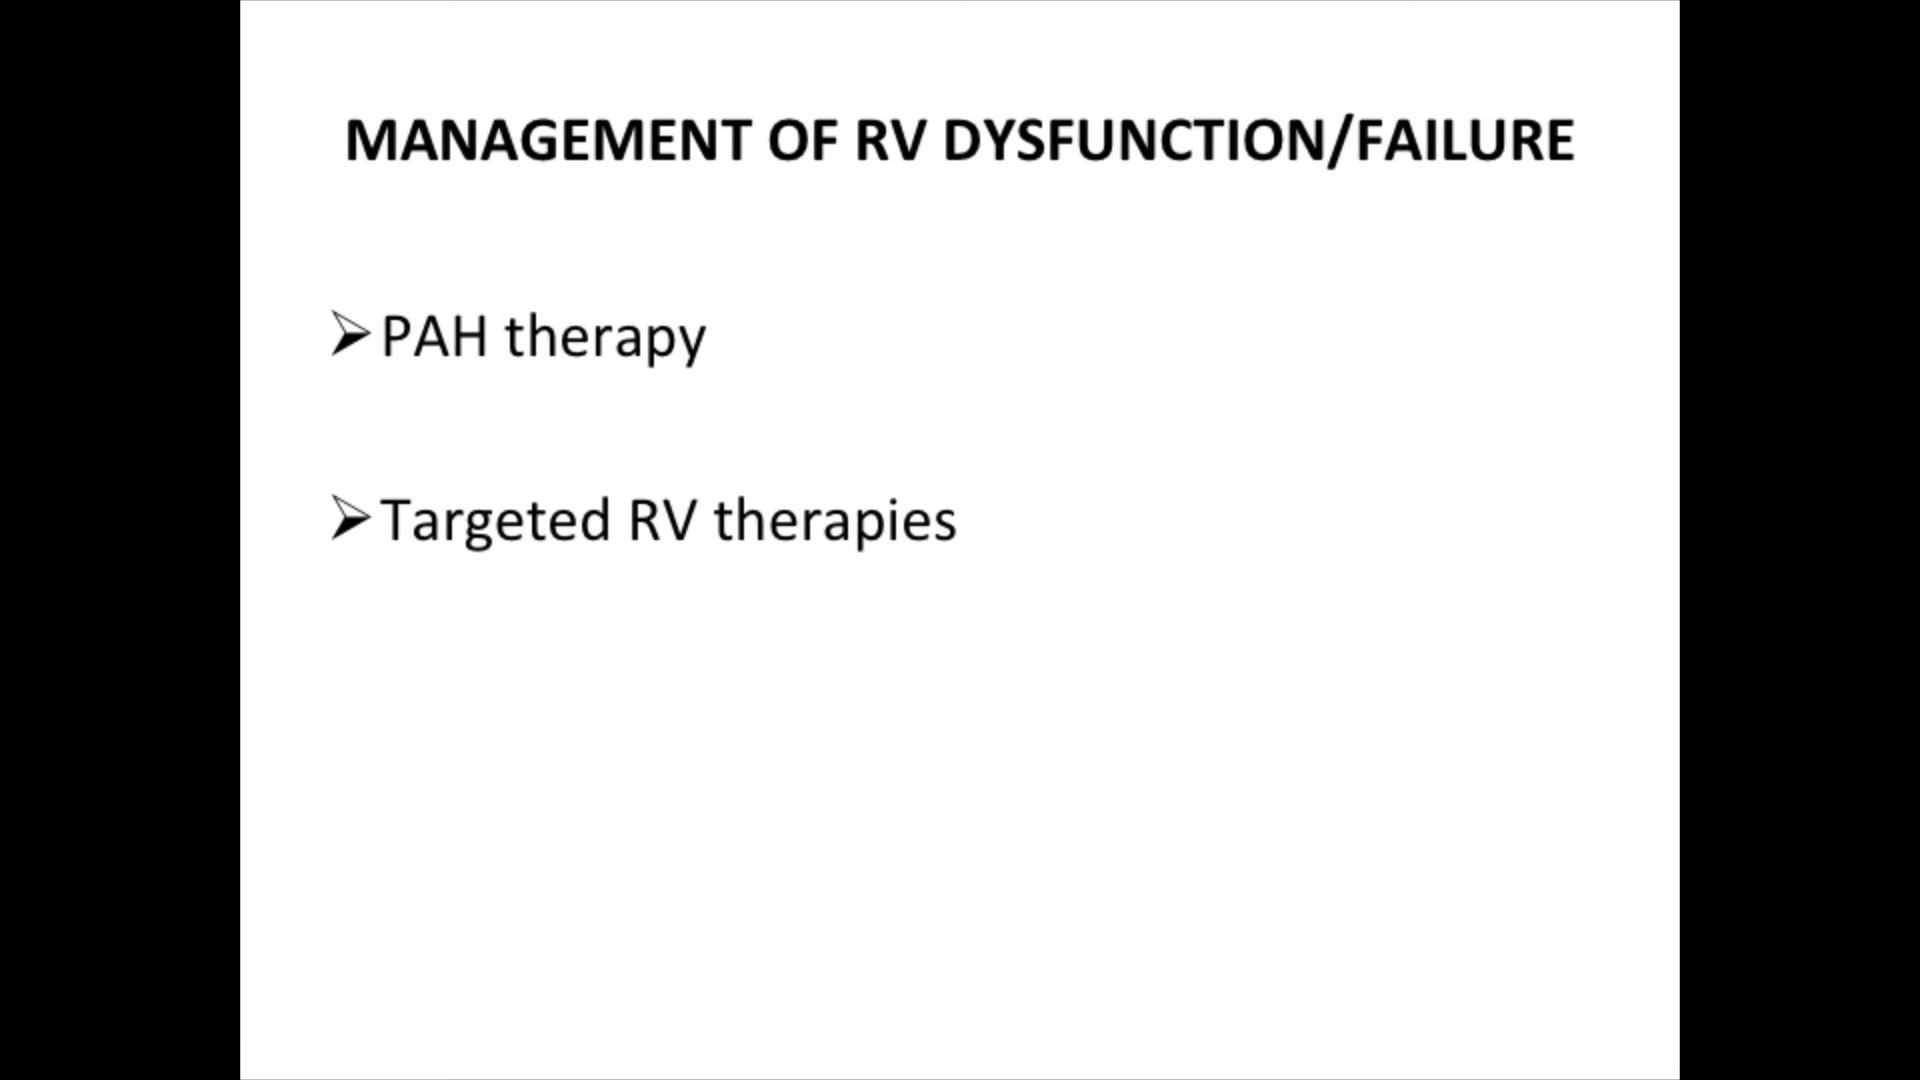 MANAGEMENT OF RV DYSFUNCTION/FAILURE
➢PAH therapy
➢Targeted RV therapies